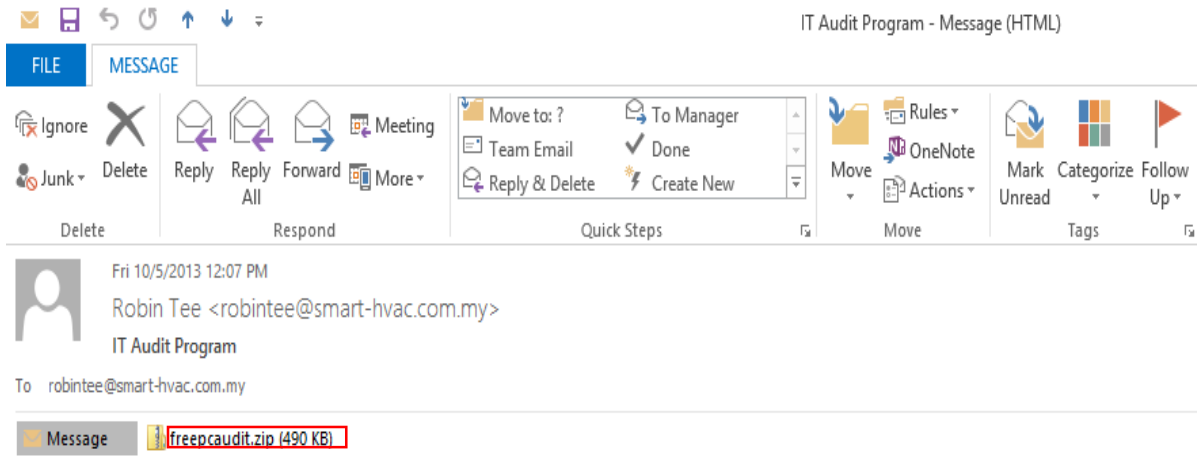 IT Audit Program - Message (HTML)
FILE MESSAGE
Ignore
Junk
Delete
Reply
Reply All
Forward
Meeting
More
Move to: ?
Team Email
Reply & Delete
To Manager
Done
Create New
Move
Rules
OneNote
Actions
Mark Unread
Categorize
Follow Up
Delete Respond Quick Steps Move Tags
Fri 10/5/2013 12:07 PM
Robin Tee <robintee@smart-hvac.com.my>
IT Audit Program
To robintee@smart-hvac.com.my
Message freepcaudit.zip (490 KB)